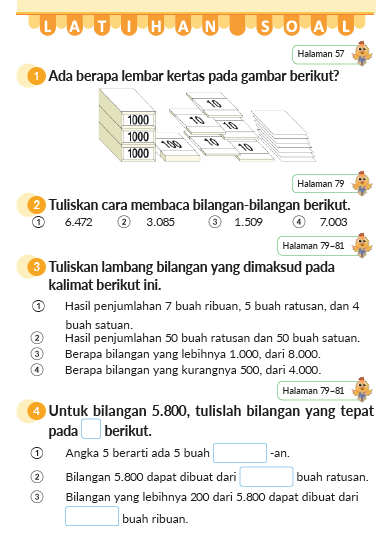 LATIHAN SOAL
Halaman 57
1 Ada berapa lembar kertas pada gambar berikut?
1000
1000
1000
100
10
10
10
10
10
Halaman 79
2 Tuliskan cara membaca bilangan-bilangan berikut.
① 6.472 ② 3.085 ③ 1.509 ④ 7.003
Halaman 79–81
3 Tuliskan lambang bilangan yang dimaksud pada
kalimat berikut ini.
① Hasil penjumlahan 7 buah ribuan, 5 buah ratusan, dan 4
buah satuan.
② Hasil penjumlahan 50 buah ratusan dan 50 buah satuan.
③ Berapa bilangan yang lebihnya 1.000, dari 8.000.
④ Berapa bilangan yang kurangnya 500, dari 4.000.
Halaman 79–81
4 Untuk bilangan 5.800, tulislah bilangan yang tepat
pada berikut.
① Angka 5 berarti ada 5 buah -an.
② Bilangan 5.800 dapat dibuat dari buah ratusan.
③ Bilangan yang lebihnya 200 dari 5.800 dapat dibuat dari
buah ribuan.